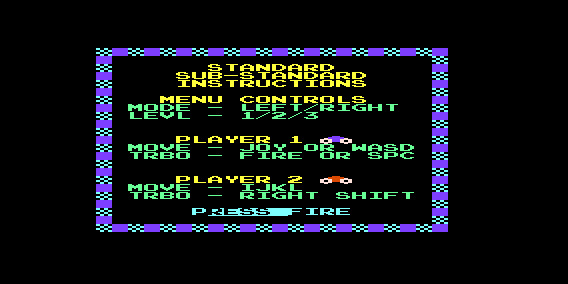 STANDARD
SUB-STANDARD
INSTRUCTIONS
MENU CONTROLS
MODE - LEFT/RIGHT
LEVL - 1/2/3
PLAYER 1
MOVE - JOY OR WASD
TRBO - FIRE OR SPC
PLAYER 2
MOVE - IJKL
TRBO - RIGHT SHIFT
PRESS FIRE